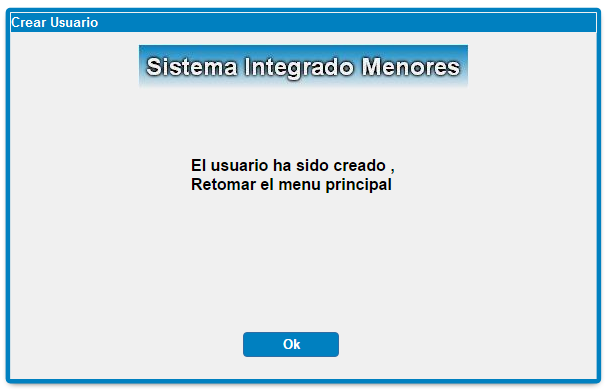 Crear Usuario
Sistema Integrado Menores
El usuario ha sido creado ,
Retomar el menu principal
Ok